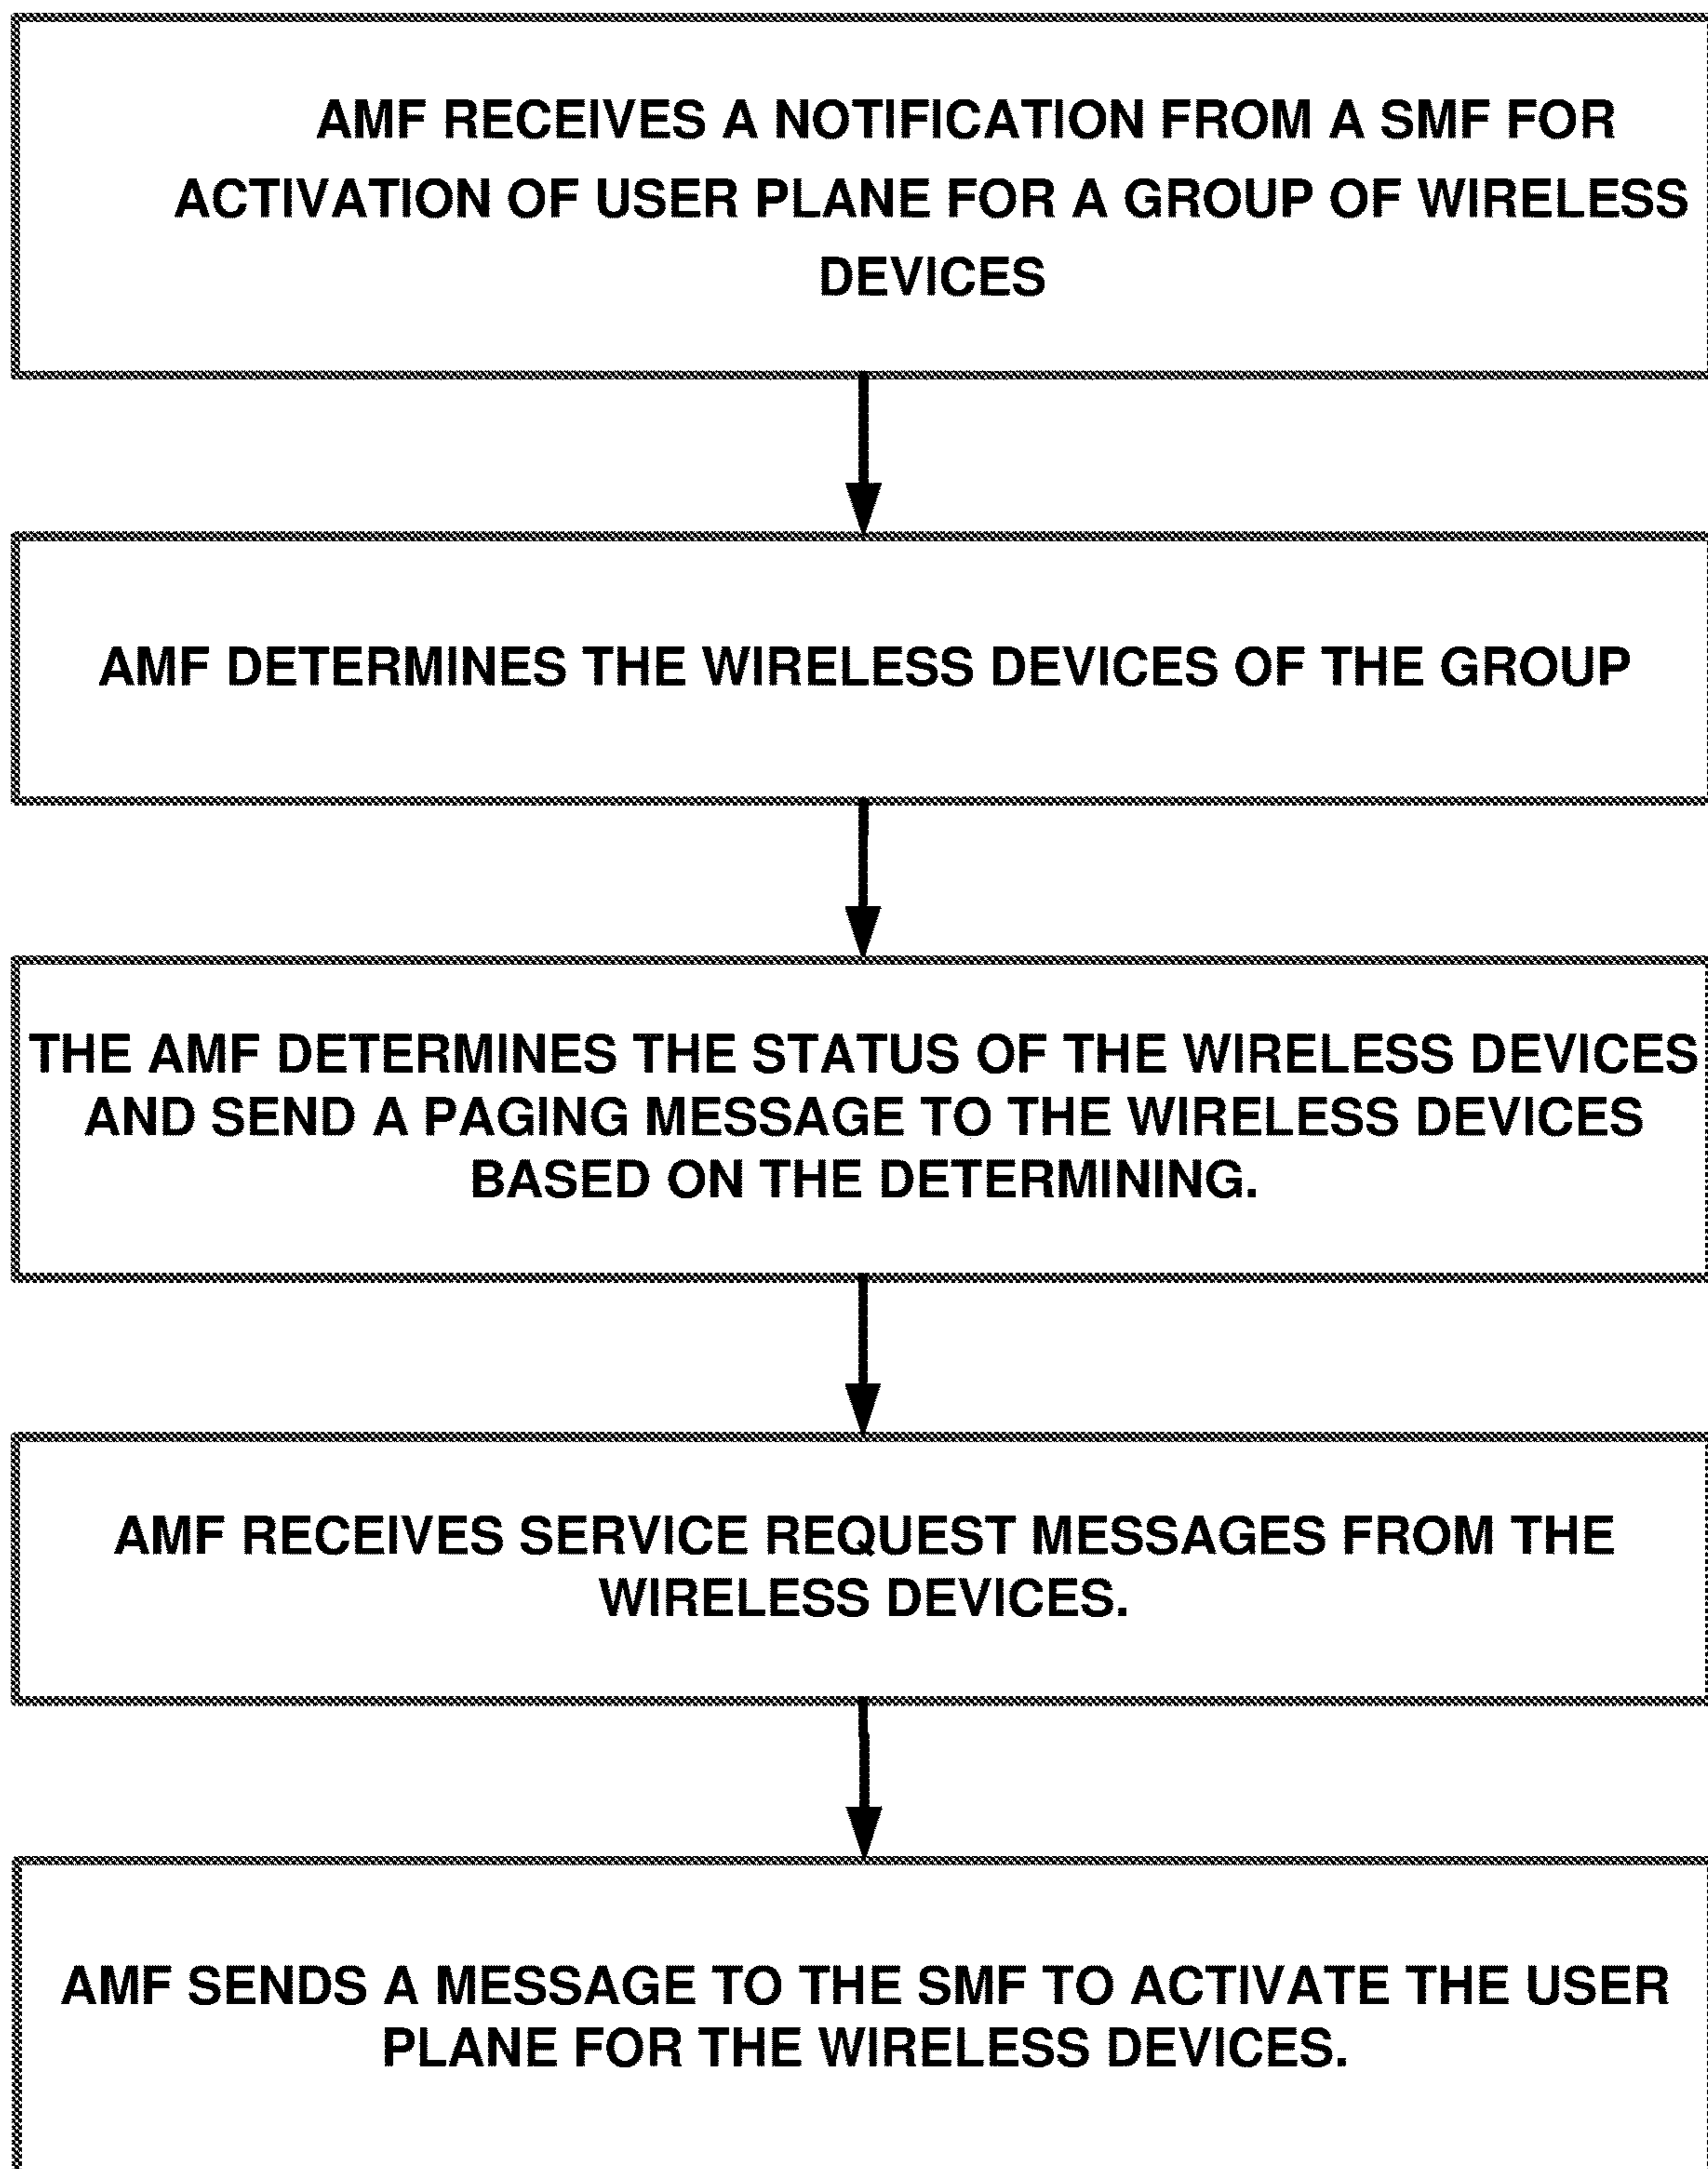 AMF RECEIVES A NOTIFICATION FROM A SMF FOR
ACTIVATION OF USER PLANE FOR A GROUP OF WIRELESS
DEVICES
AMF DETERMINES THE WIRELESS DEVICES OF THE GROUP
THE AMF DETERMINES THE STATUS OF THE WIRELESS DEVICES
AND SEND A PAGING MESSAGE TO THE WIRELESS DEVICES
BASED ON THE DETERMINING.
AMF RECEIVES SERVICE REQUEST MESSAGES FROM THE
WIRELESS DEVICES.
AMF SENDS A MESSAGE TO THE SMF TO ACTIVATE THE USER
PLANE FOR THE WIRELESS DEVICES.